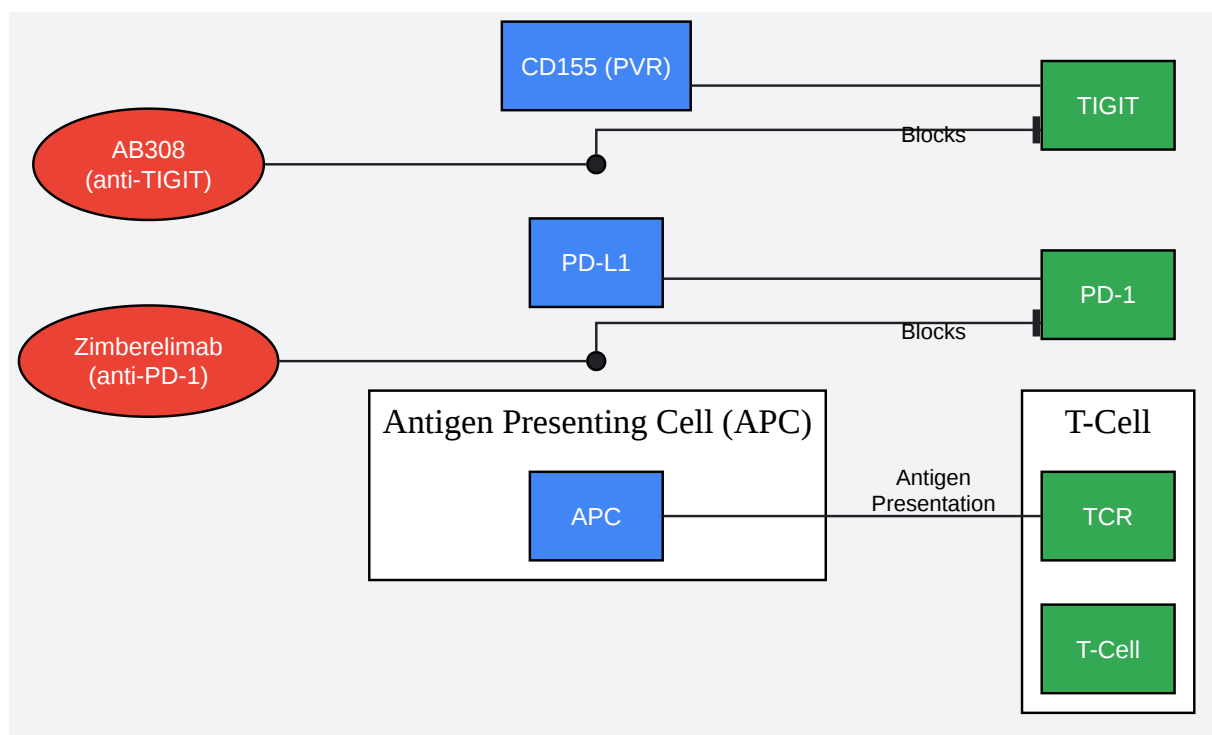 CD155 (PVR)
TIGIT
AB308
(anti-TIGIT)
Blocks
PD-L1
PD-1
Zimberelimab
(anti-PD-1)
Blocks
Antigen Presenting Cell (APC)
T-Cell
APC
Antigen
Presentation
TCR
T-Cell